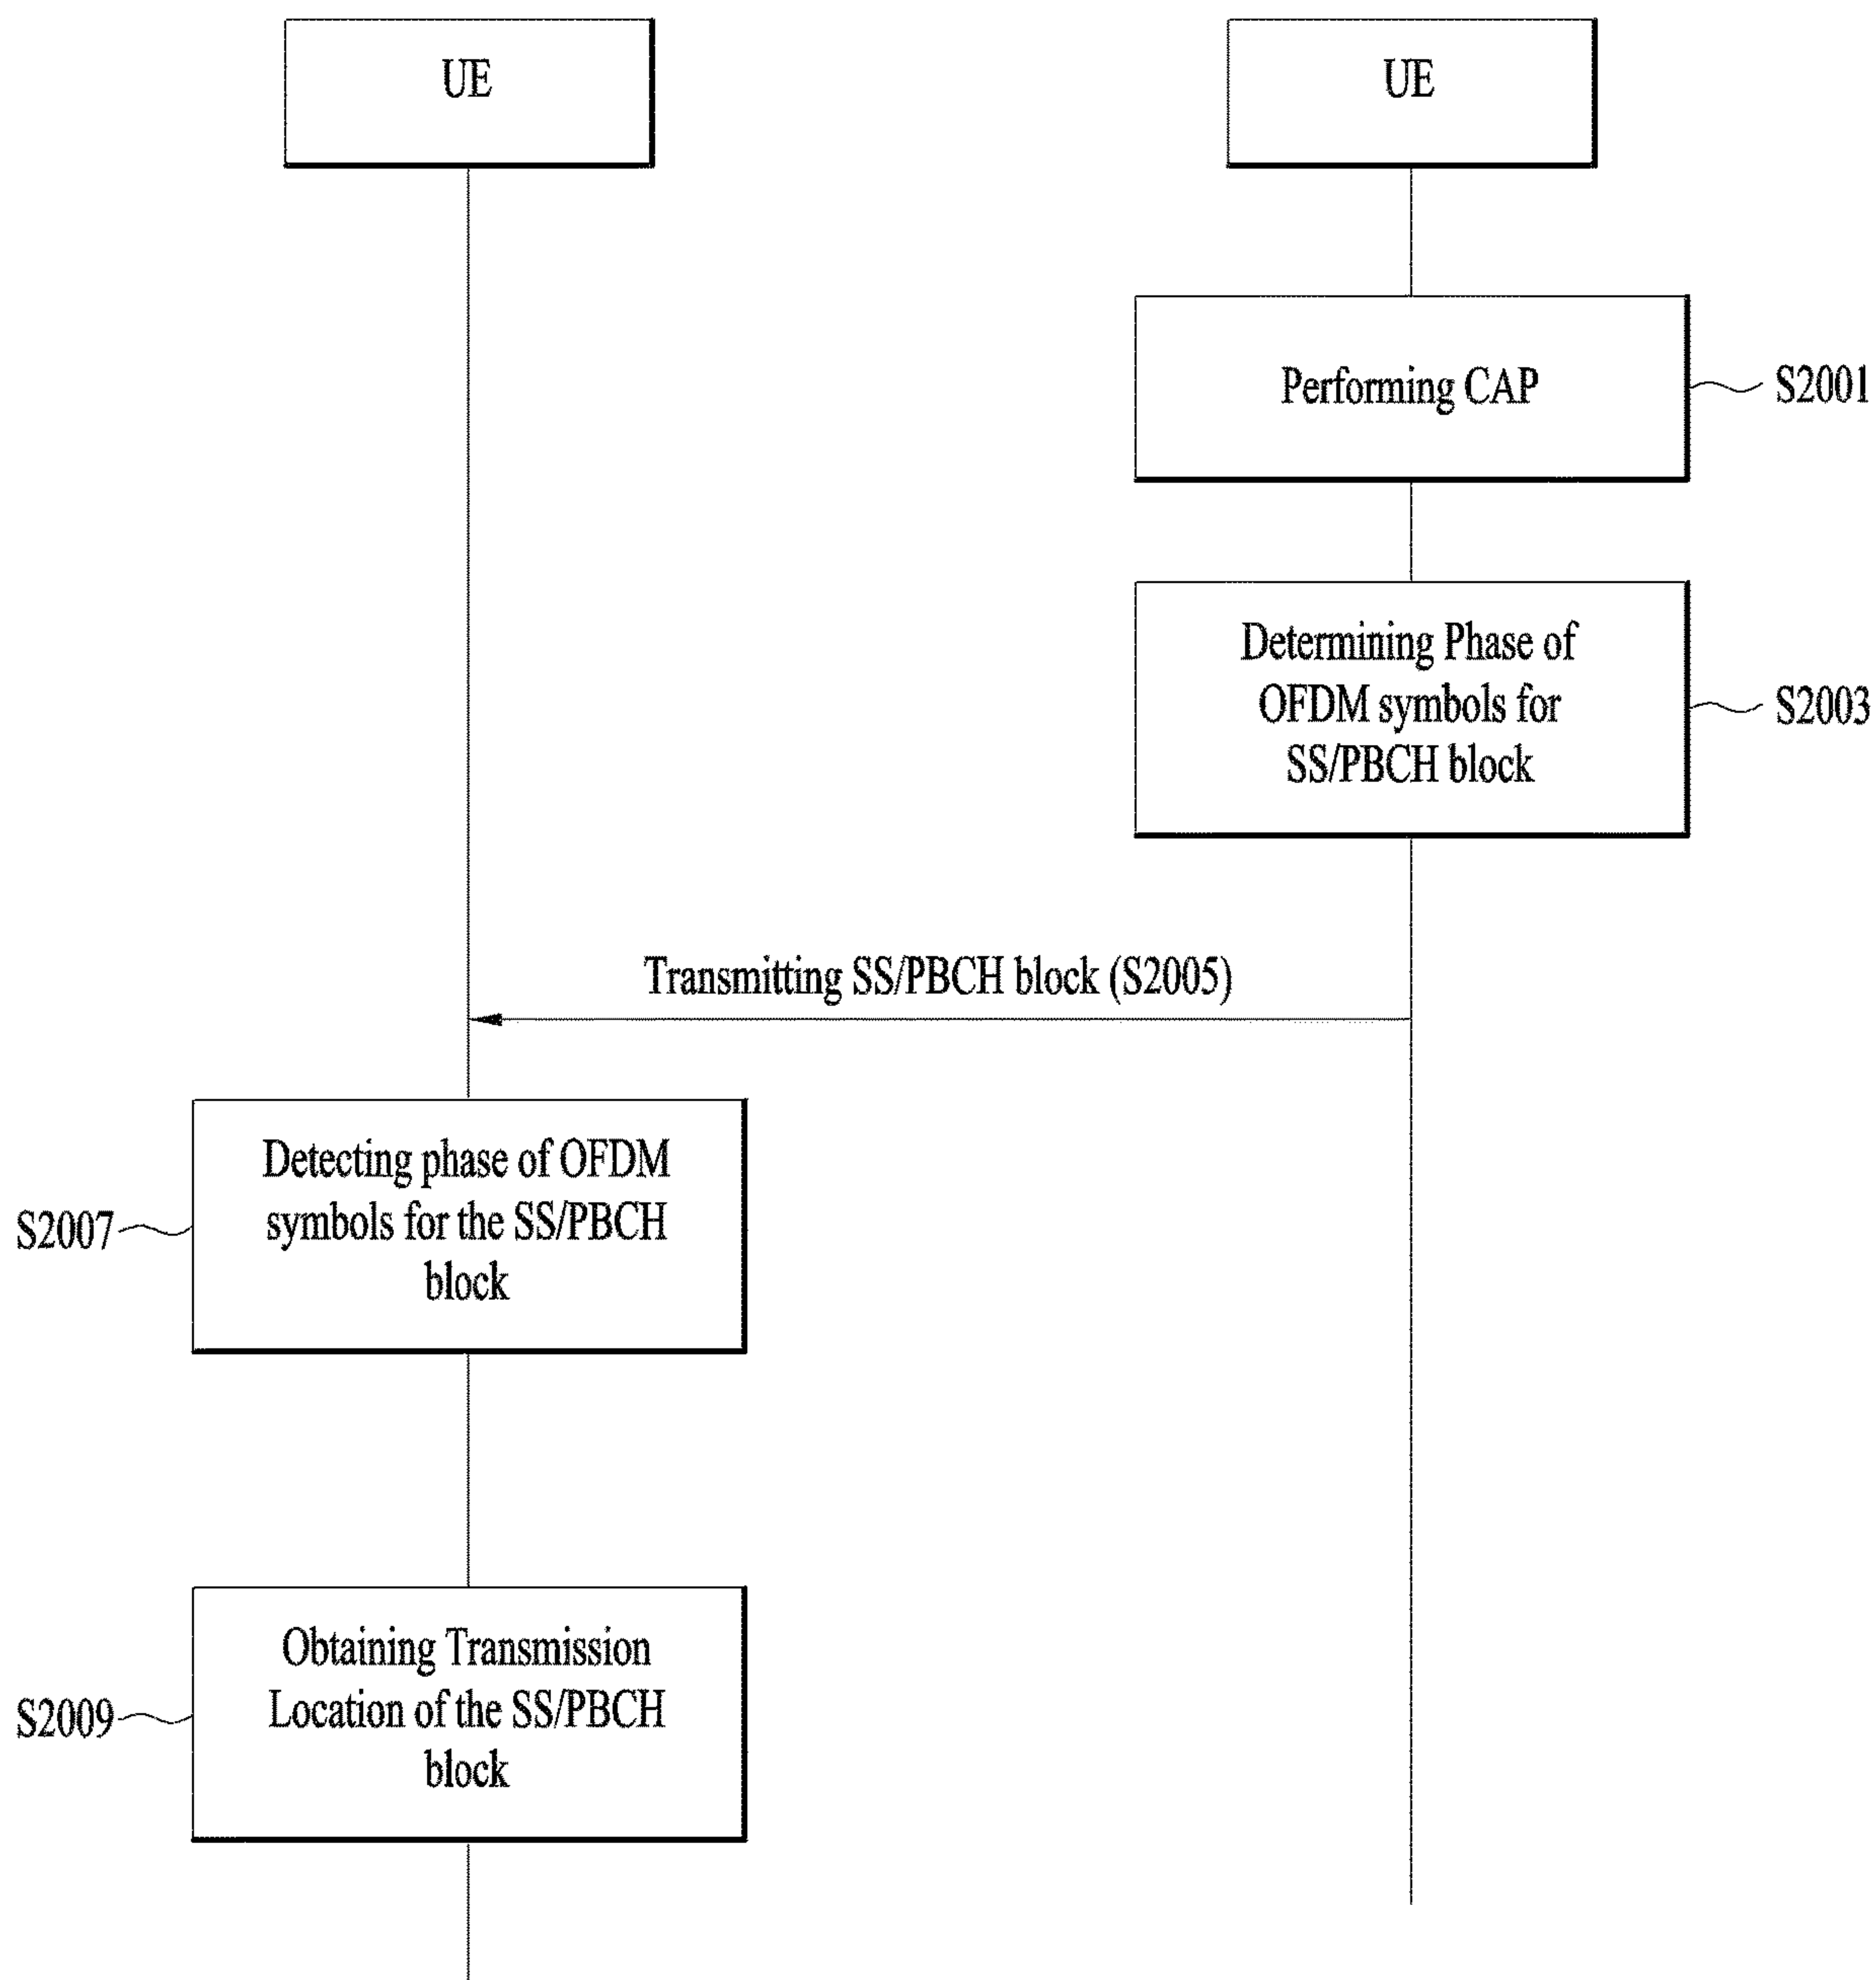 UE
UE
Performing CAP
S2001
Determining Phase of
OFDM symbols for
SS/PBCH block
S2003
Transmitting SS/PBCH block (S2005)
Detecting phase of OFDM
symbols for the SS/PBCH
block
S2007
Obtaining Transmission
Location of the SS/PBCH
block
S2009